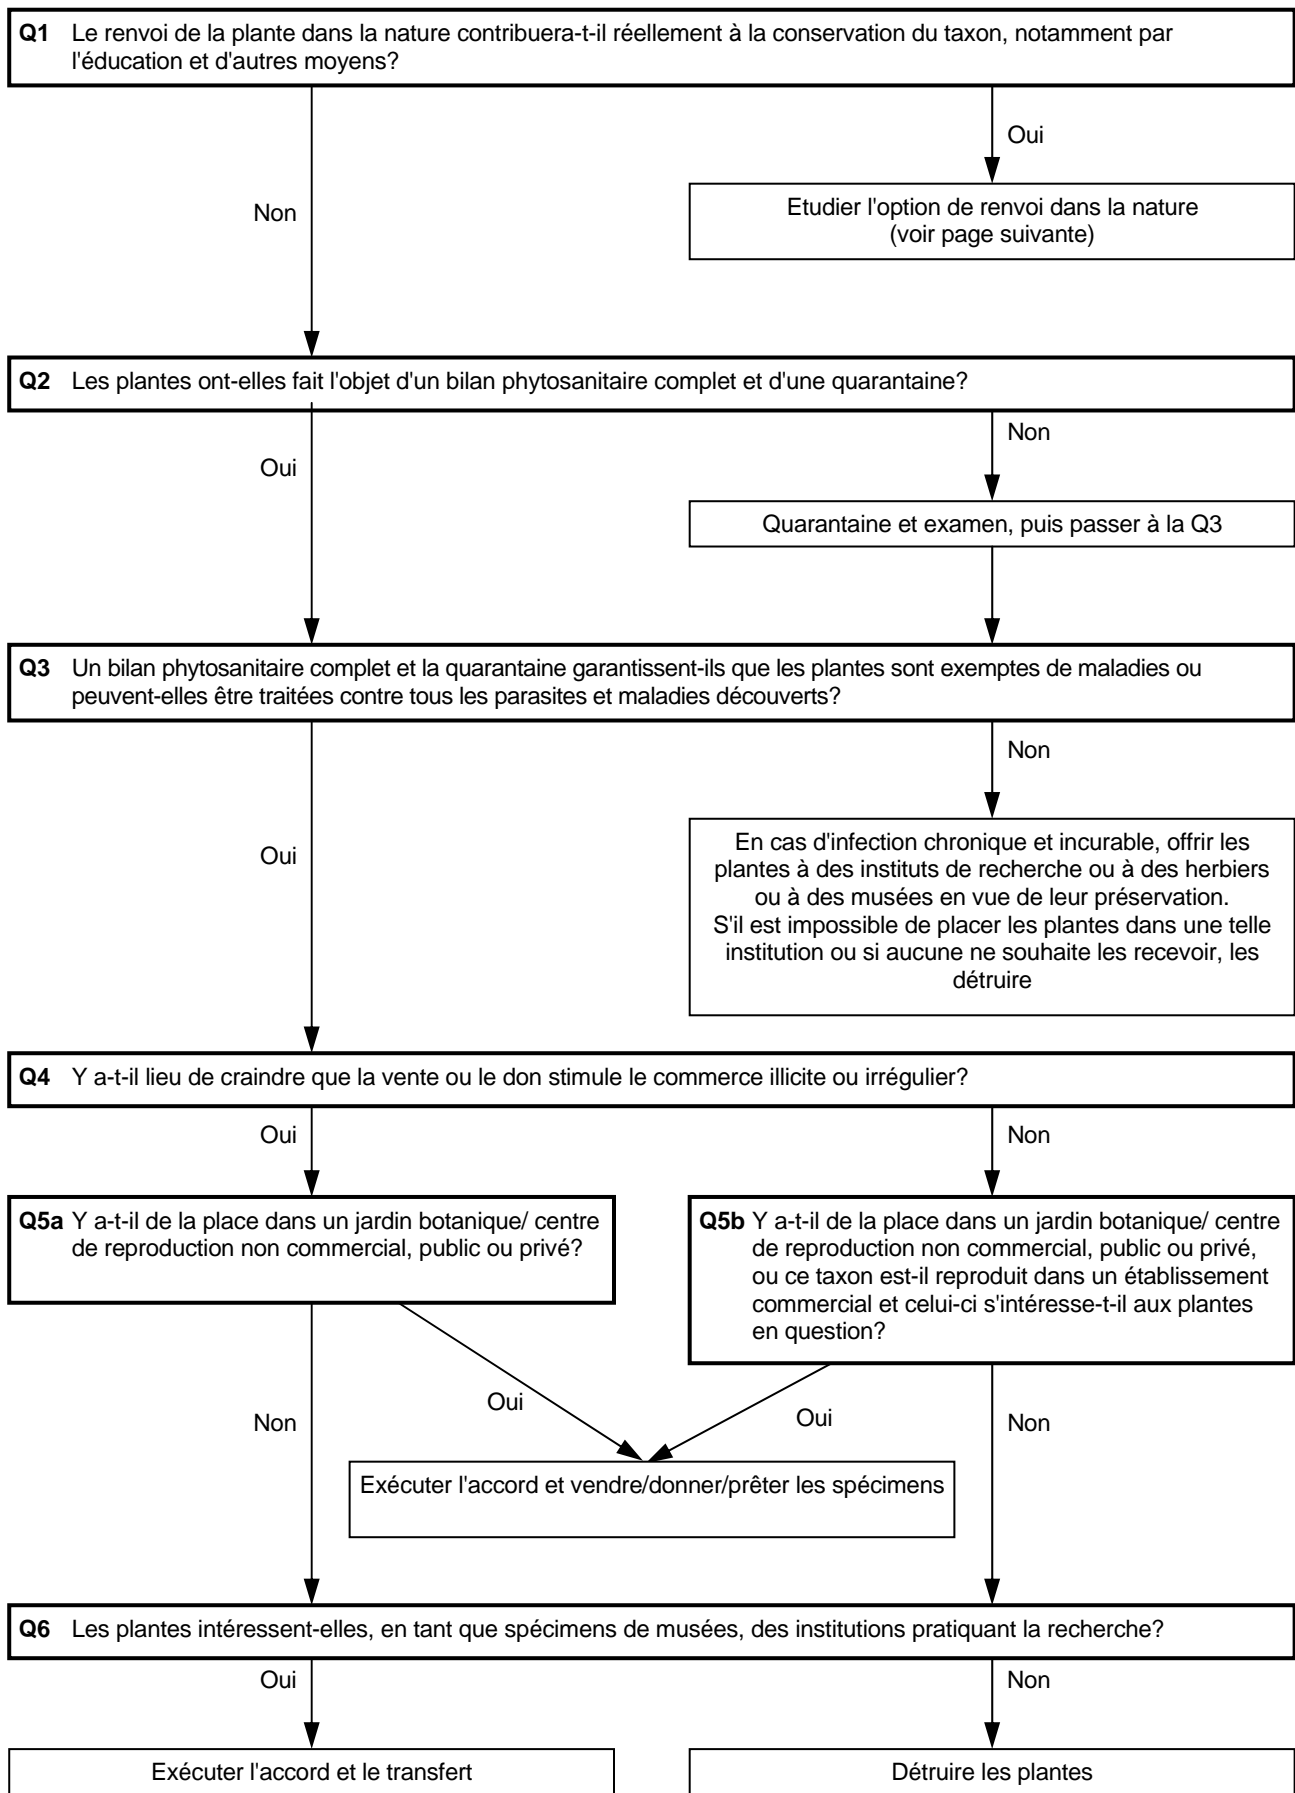 Q1 Le renvoi de la plante dans la nature contribuera-t-il réellement à la conservation du taxon, notamment par
l'éducation et d'autres moyens?
Oui
Non
Etudier l'option de renvoi dans la nature
(voir page suivante)
Q2 Les plantes ont-elles fait l'objet d'un bilan phytosanitaire complet et d'une quarantaine?
Non
Oui
Quarantaine et examen, puis passer à la Q3
Q3 Un bilan phytosanitaire complet et la quarantaine garantissent-ils que les plantes sont exemptes de maladies ou
peuvent-elles être traitées contre tous les parasites et maladies découverts?
Non
Oui
En cas d'infection chronique et incurable, offrir les
plantes à des instituts de recherche ou à des herbiers
ou à des musées en vue de leur préservation.
S'il est impossible de placer les plantes dans une telle
institution ou si aucune ne souhaite les recevoir, les
détruire
Q4 Y a-t-il lieu de craindre que la vente ou le don stimule le commerce illicite ou irrégulier?
Oui
Non
Q5a Y a-t-il de la place dans un jardin botanique/ centre
de reproduction non commercial, public ou privé?
Q5b Y a-t-il de la place dans un jardin botanique/ centre
de reproduction non commercial, public ou privé,
ou ce taxon est-il reproduit dans un établissement
commercial et celui-ci s'intéresse-t-il aux plantes
en question?
Oui
Oui
Non
Non
Exécuter l'accord et vendre/donner/prêter les spécimens
Q6 Les plantes intéressent-elles, en tant que spécimens de musées, des institutions pratiquant la recherche?
Oui
Non
Exécuter l'accord et le transfert
Détruire les plantes